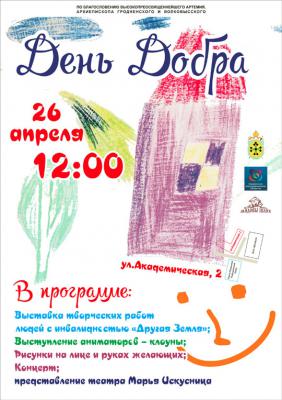 ПО БЛАГОСЛОВЕНИЮ ВЫСОКОПРЕОСВЯЩЕННЕЙШЕГО АРТЕМИЯ,
АРХИЕПИСКОПА ГРОДНЕНСКОГО И ВОЛКОВЫССКОГО
День Добра
26
апреля
12:00
ул.Академическая, 2
В программе:
Выставка творческих работ
людей с инвалидностью «Другая Земля»;
Выступление аниматоров – клоуны;
Рисунки на лице и руках желающих;
Концерт;
представление театра Марья Искусница